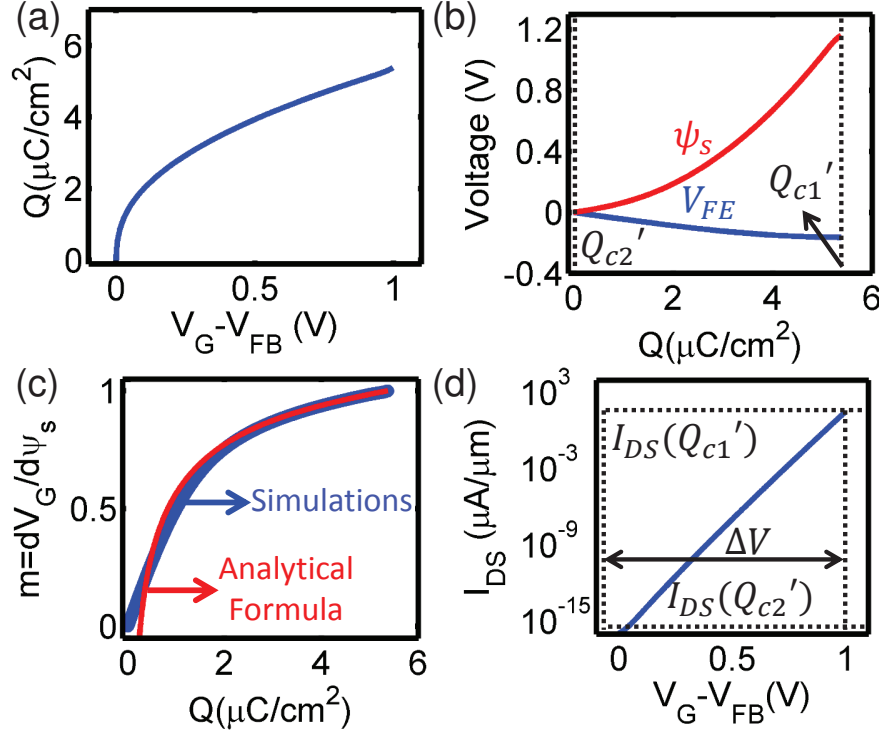 (a)
6
4
2
0
Q(μC/cm²)
0 0.5 1
V_G-V_FB (V)
(b)
1.2
0.8
0.4
0
-0.4
Voltage (V)
ψ_s
V_FE
Q_c1'
Q_c2'
0 2 4 6
Q(μC/cm²)
(c)
1
0.5
0
m=dV_G/dψ_s
Simulations
Analytical
Formula
0 2 4 6
Q(μC/cm²)
(d)
10³
10⁻³
10⁻⁹
10⁻¹⁵
I_DS (μA/μm)
I_DS(Q_c1')
ΔV
I_DS(Q_c2')
0 0.5 1
V_G-V_FB(V)